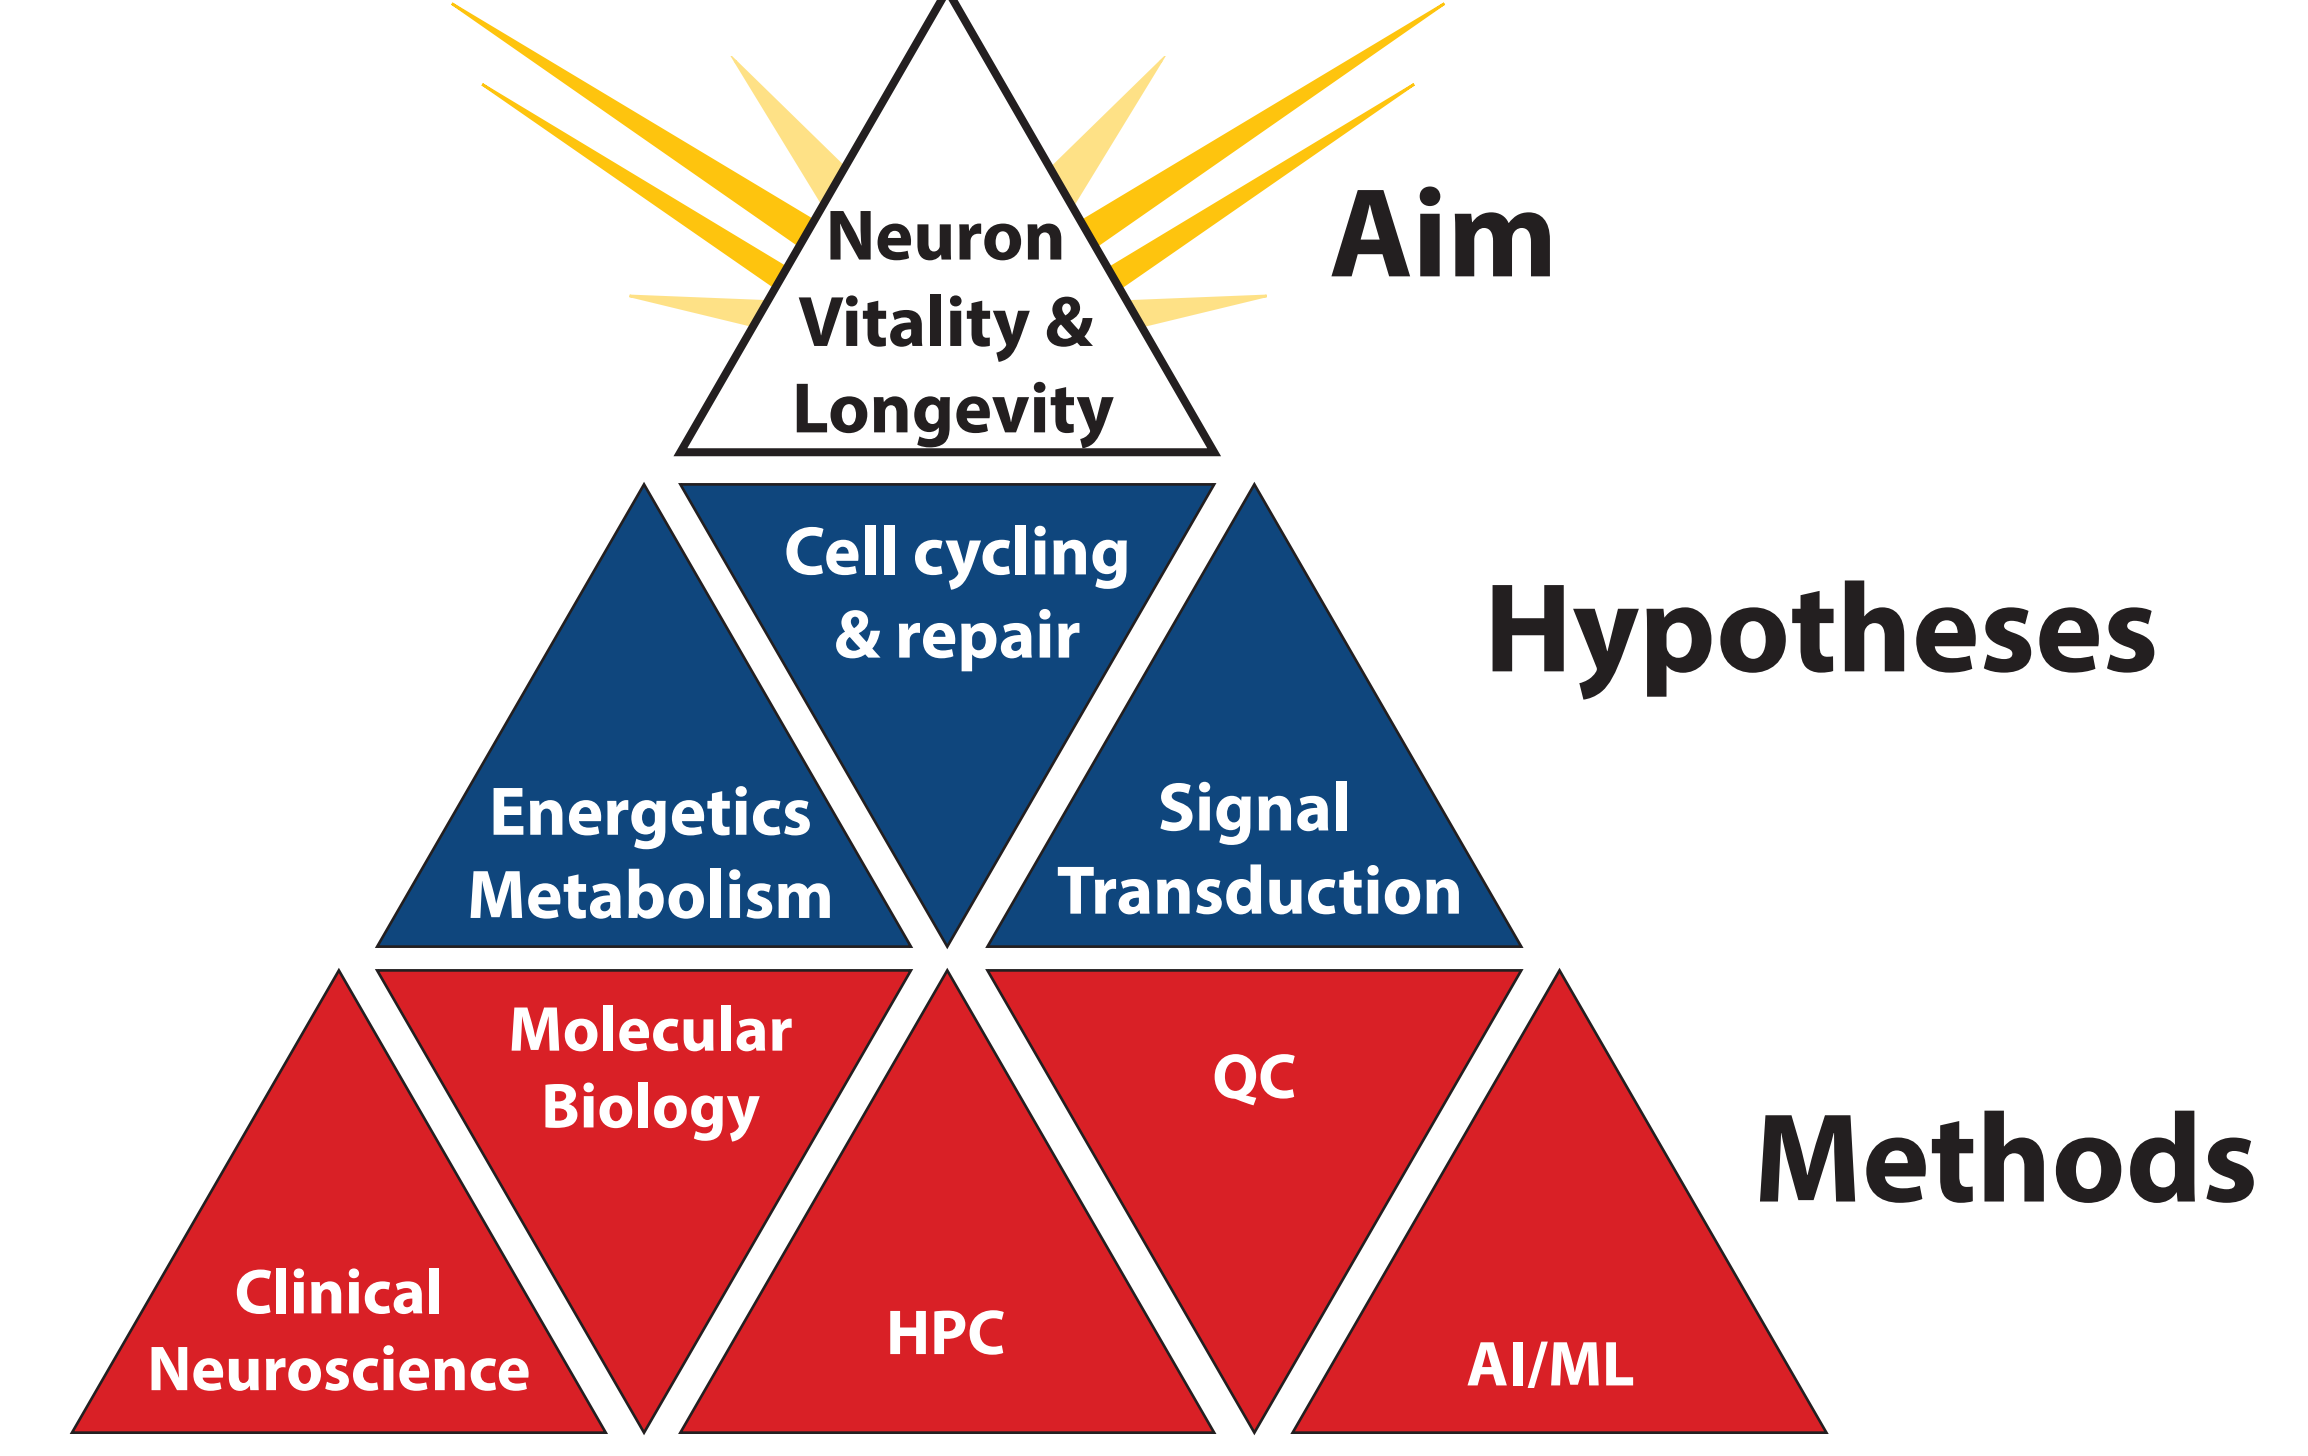 Neuron
Vitality &
Longevity
Aim
Cell cycling
& repair
Hypotheses
Energetics
Metabolism
Signal
Transduction
Molecular
Biology
QC
Methods
Clinical
Neuroscience
HPC
AI/ML